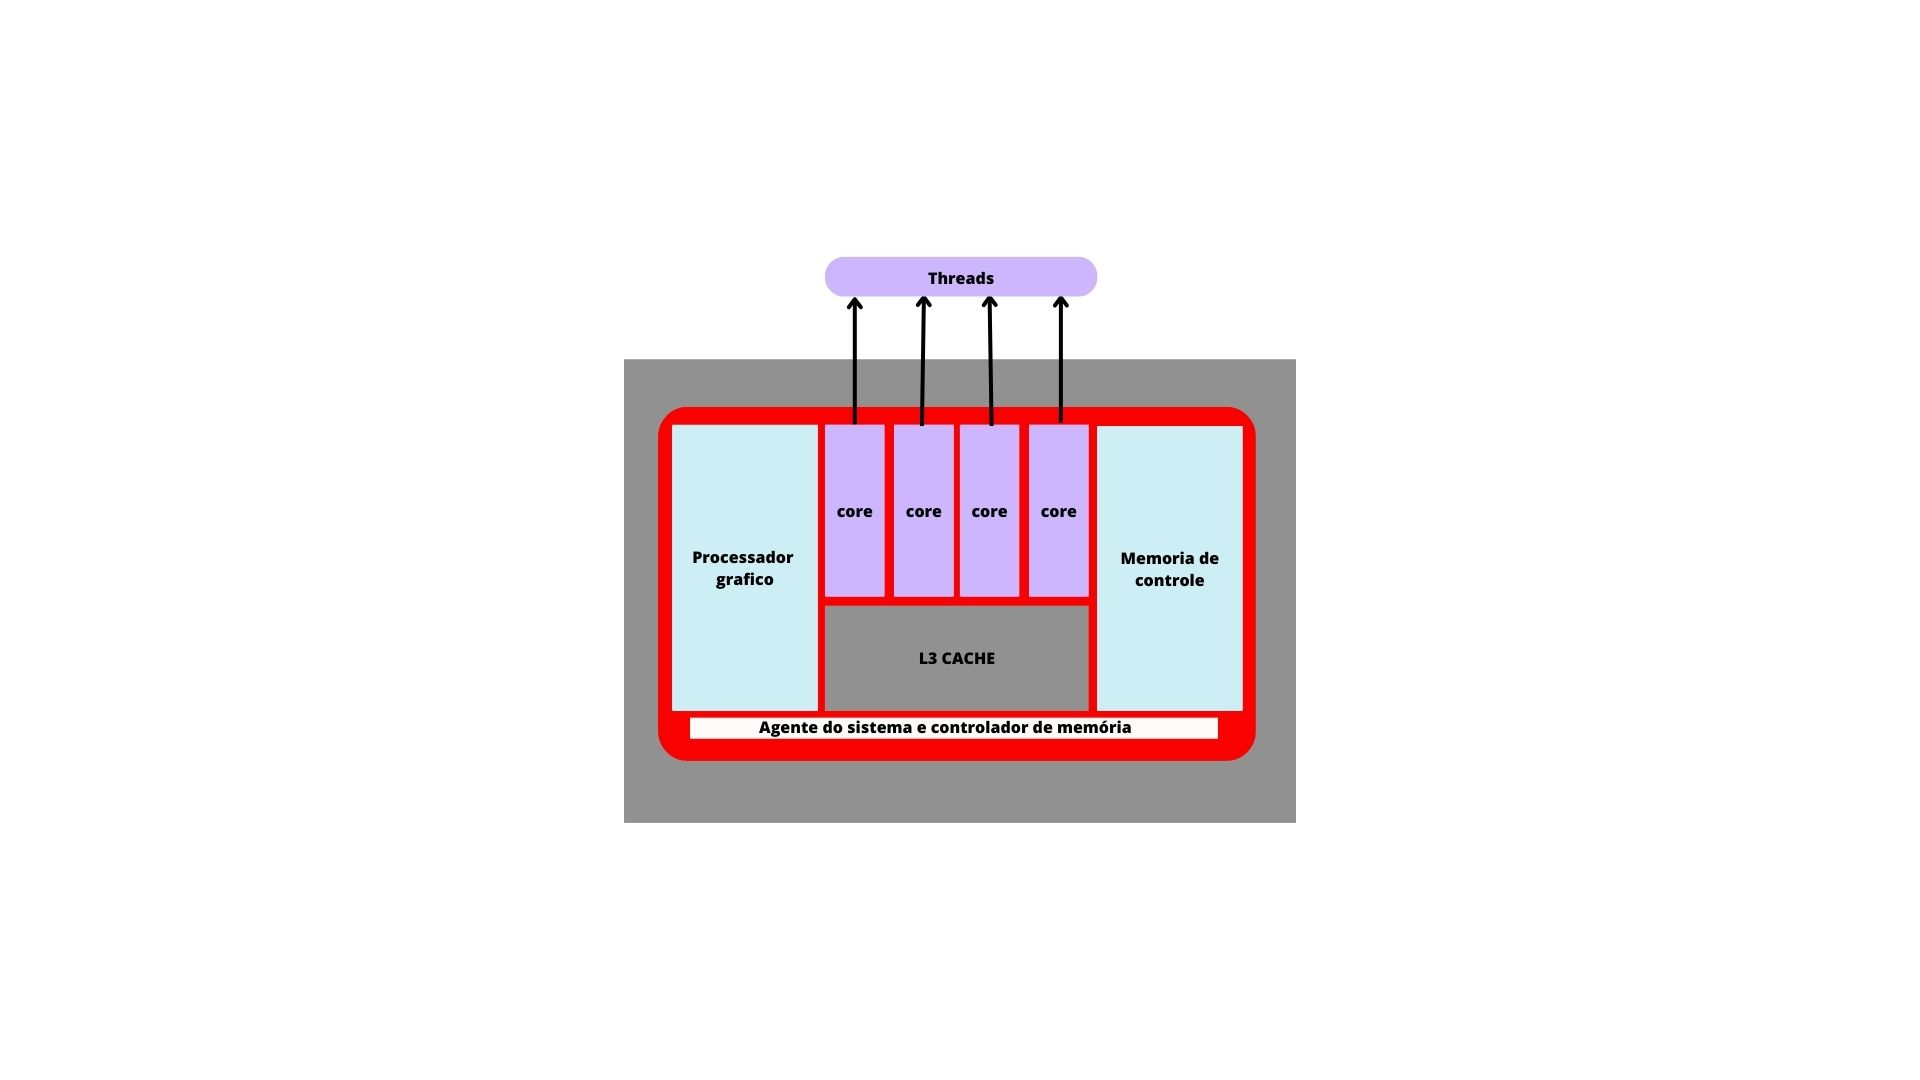 Threads
core
core
core
core
Processador
grafico
Memoria de
controle
L3 CACHE
Agente do sistema e controlador de memória